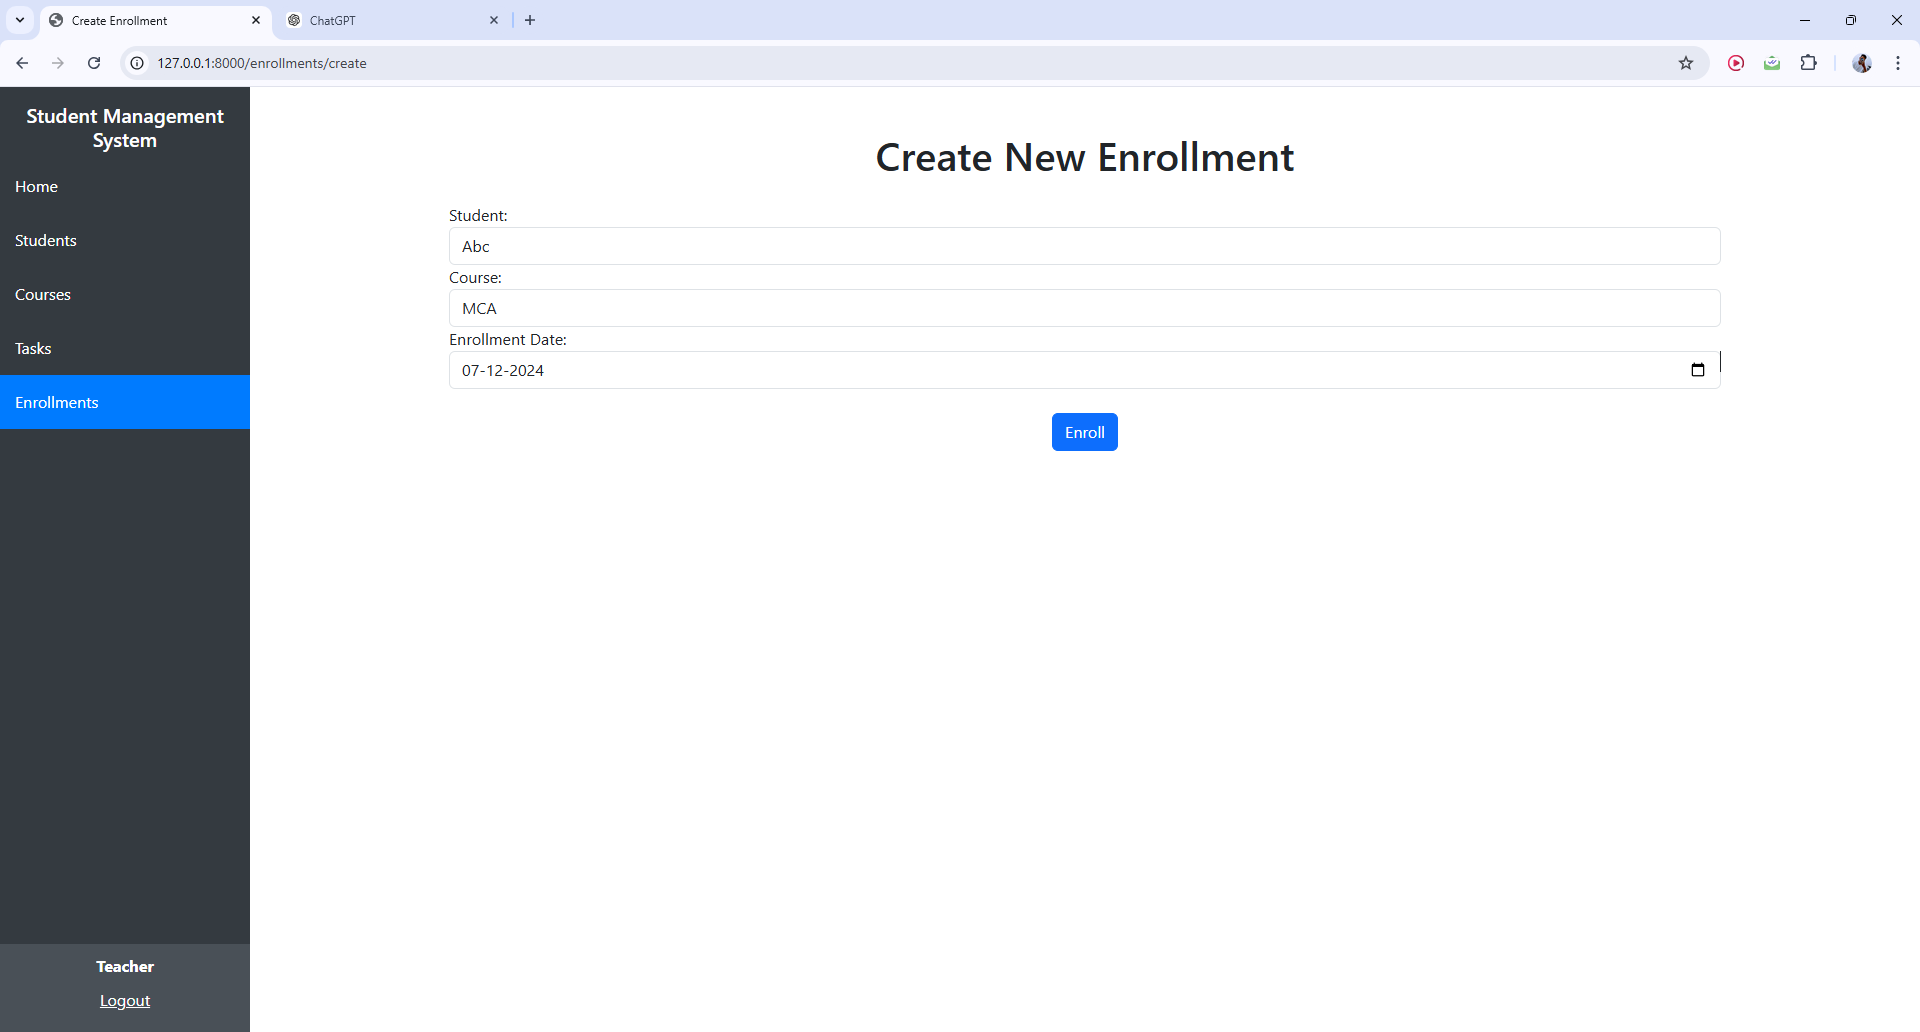 Create Enrollment
ChatGPT
127.0.0.1:8000/enrollments/create
Student Management
System
Home
Students
Courses
Tasks
Enrollments
Teacher
Logout
Create New Enrollment
Student:
Abc
Course:
MCA
Enrollment Date:
07-12-2024
Enroll